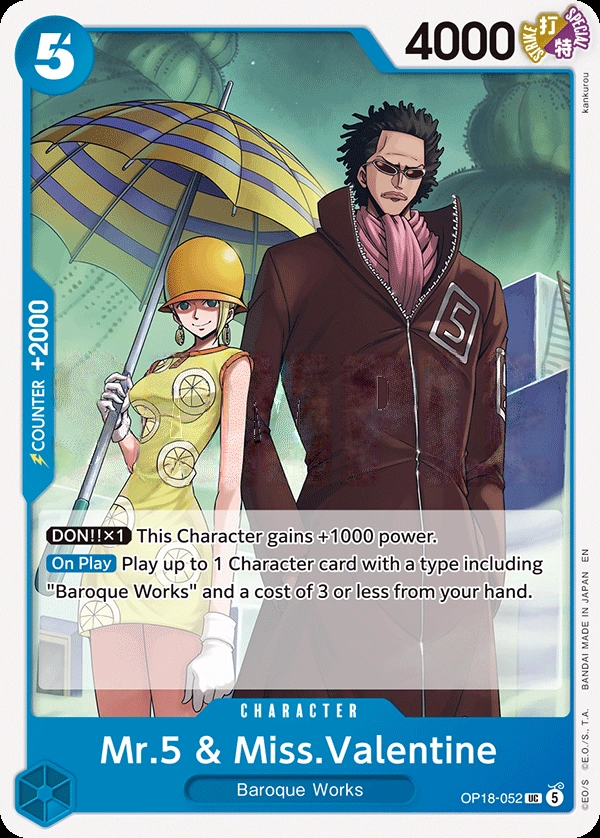 5
4000
STRIKE
打
特
SPECIAL
kankurou
COUNTER +2000
5
DON!!×1 This Character gains +1000 power.
On Play Play up to 1 Character card with a type including
"Baroque Works" and a cost of 3 or less from your hand.
©E.O/S ©E.O./S., T.A. BANDAI MADE IN JAPAN EN
CHARACTER
Mr.5 & Miss.Valentine
Baroque Works
OP18-052 UC 5